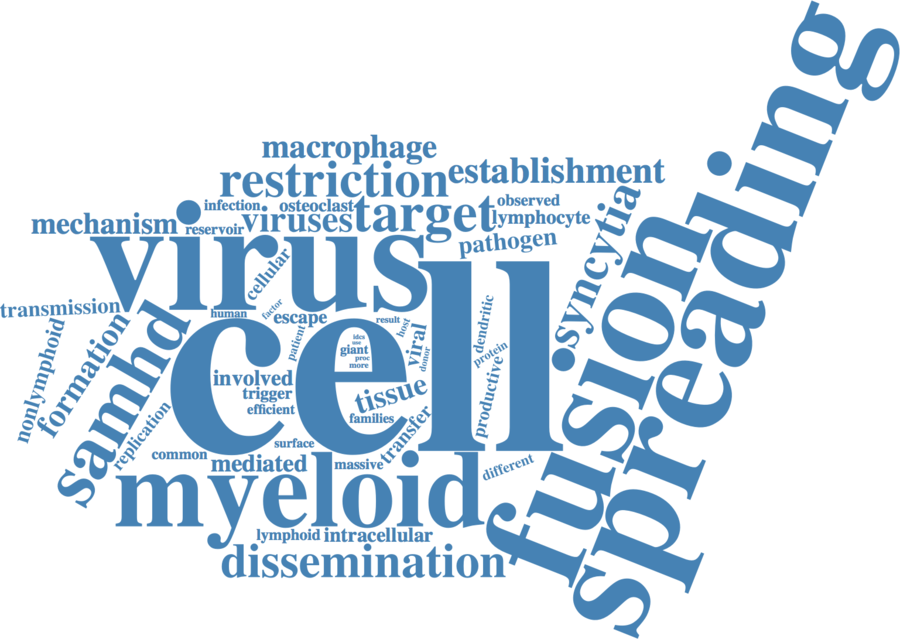 macrophage
restriction
establishment
infection
osteoclast
observed
mechanism
reservoir
viruses
target
lymphocyte
pathogen
virus
cellular
syncytia
transmission
human
factor
escape
result
host
dendritic
nonlymphoid
formation
samhd
cell
patient
idcs
use
giant
proc
more
viral
donor
protein
fusion
spreading
involved
trigger
efficient
tissue
families
productive
replication
transfer
surface
common
mediated
massive
different
myeloid
lymphoid
intracellular
dissemination